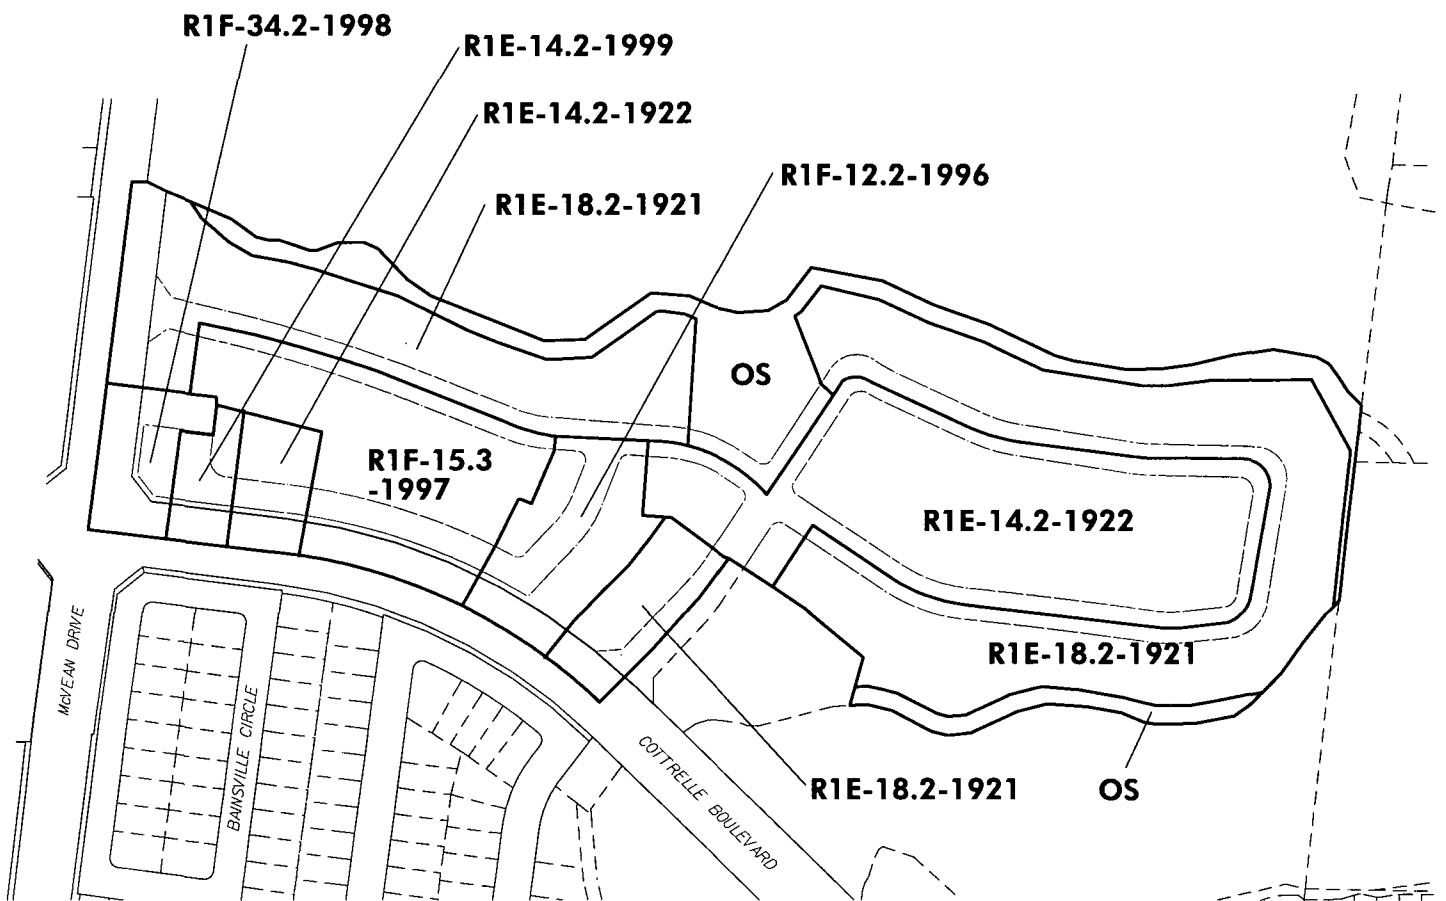 R1F-34.2-1998
R1E-14.2-1999
R1E-14.2-1922
R1F-12.2-1996
R1E-18.2-1921
OS
R1F-15.3
-1997
R1E-14.2-1922
R1E-18.2-1921
McVEAN DRIVE
BAINSVILLE CIRCLE
COTTRELLE BOULEVARD
R1E-18.2-1921
OS